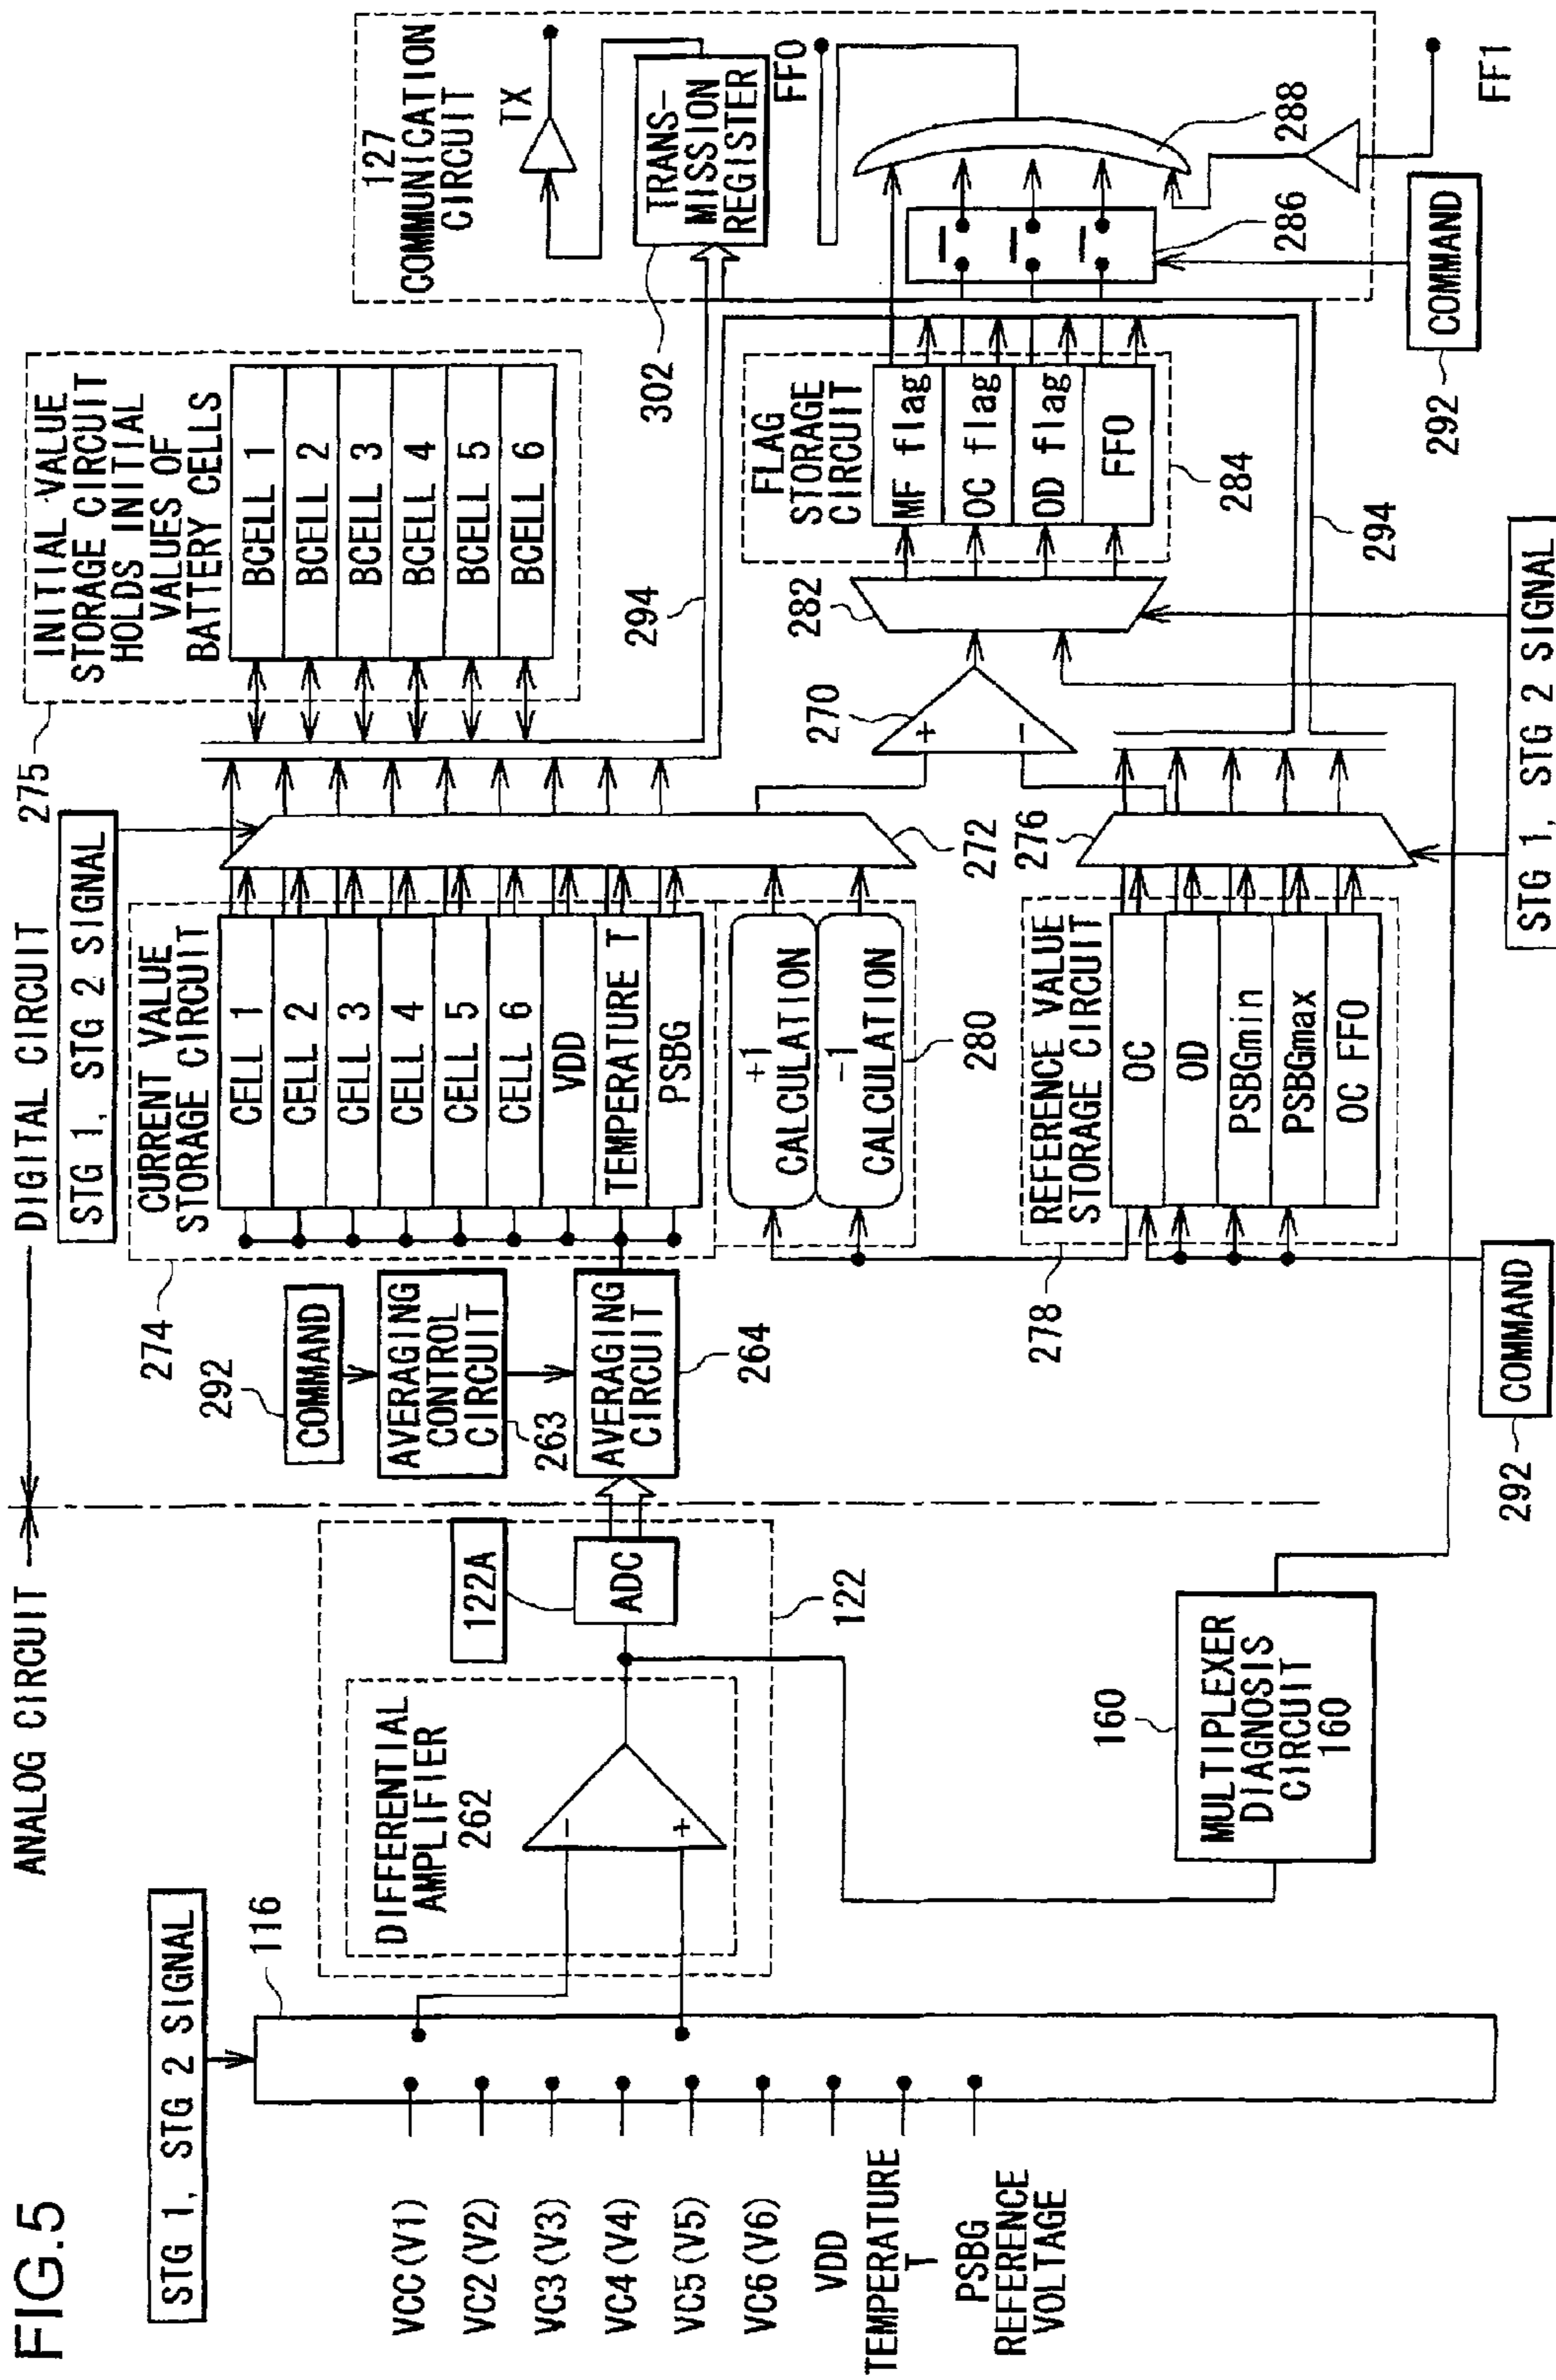 FIG.5
ANALOG CIRCUIT
DIGITAL CIRCUIT
STG 1, STG 2 SIGNAL
116
VCC(V1)
VC2(V2)
VC3(V3)
VC4(V4)
VC5(V5)
VC6(V6)
VDD
TEMPERATURE
T
PSBG
REFERENCE
VOLTAGE
DIFFERENTIAL
AMPLIFIER
262
-
+
122A
ADC
122
160
MULTIPLEXER
DIAGNOSIS
CIRCUIT
160
292
COMMAND
AVERAGING
CONTROL
CIRCUIT
263
AVERAGING
CIRCUIT
264
STG 1, STG 2 SIGNAL
274
CURRENT VALUE
STORAGE CIRCUIT
CELL 1
CELL 2
CELL 3
CELL 4
CELL 5
CELL 6
VDD
TEMPERATURE T
PSBG
+1
CALCULATION
-1
CALCULATION
280
272
278
REFERENCE VALUE
STORAGE CIRCUIT
OC
OD
PSBGmin
PSBGmax
OC FFO
276
292
COMMAND
275
INITIAL VALUE
STORAGE CIRCUIT
HOLDS INITIAL
VALUES OF
BATTERY CELLS
BCELL 1
BCELL 2
BCELL 3
BCELL 4
BCELL 5
BCELL 6
294
270
+
-
282
FLAG
STORAGE
CIRCUIT
MF flag
OC flag
OD flag
FFO
284
294
STG 1, STG 2 SIGNAL
127
COMMUNICATION
CIRCUIT
TX
302
TRANS-
MISSION
REGISTER
FFO
286
288
292
COMMAND
FF1